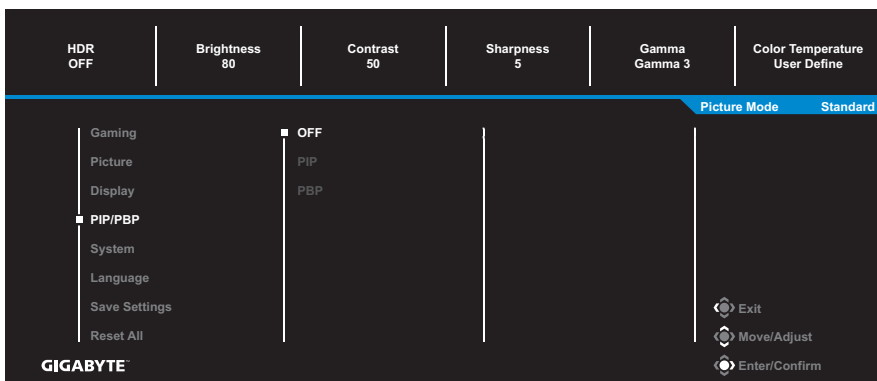 HDR Brightness Contrast Sharpness Gamma Color Temperature
OFF 80 50 5 Gamma 3 User Define
Picture Mode Standard
Gaming OFF
Picture PIP
Display PBP
PIP/PBP
System
Language
Save Settings Exit
Reset All Move/Adjust
GIGABYTE™ Enter/Confirm